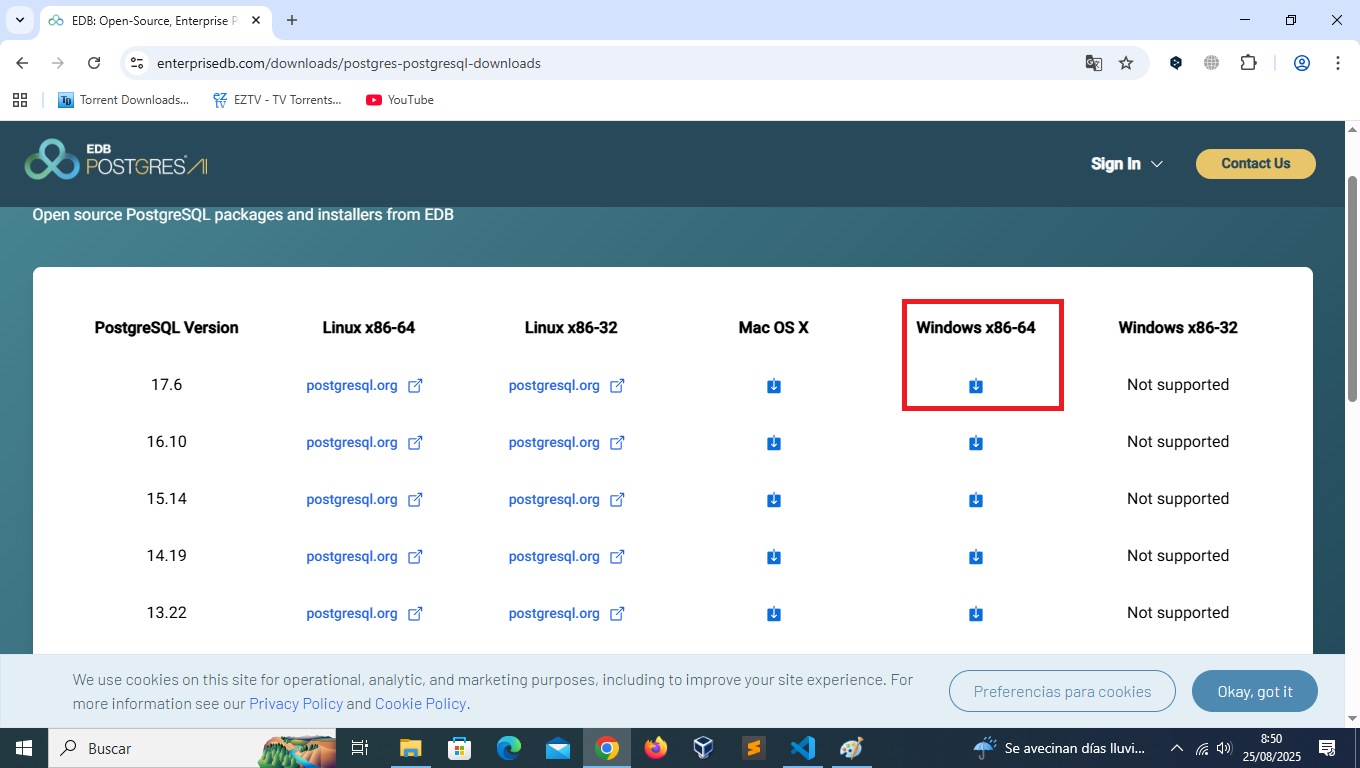 EDB: Open-Source, Enterprise P
enterprisedb.com/downloads/postgres-postgresql-downloads
Torrent Downloads...
EZTV - TV Torrents...
YouTube
EDB
POSTGRES AI
Sign In
Contact Us
Open source PostgreSQL packages and installers from EDB
PostgreSQL Version Linux x86-64 Linux x86-32 Mac OS X Windows x86-64 Windows x86-32
17.6 postgresql.org postgresql.org Not supported
16.10 postgresql.org postgresql.org Not supported
15.14 postgresql.org postgresql.org Not supported
14.19 postgresql.org postgresql.org Not supported
13.22 postgresql.org postgresql.org Not supported
We use cookies on this site for operational, analytic, and marketing purposes, including to improve your site experience. For
more information see our Privacy Policy and Cookie Policy.
Preferencias para cookies
Okay, got it
Buscar
Se avecinan días lluvi...
8:50
25/08/2025